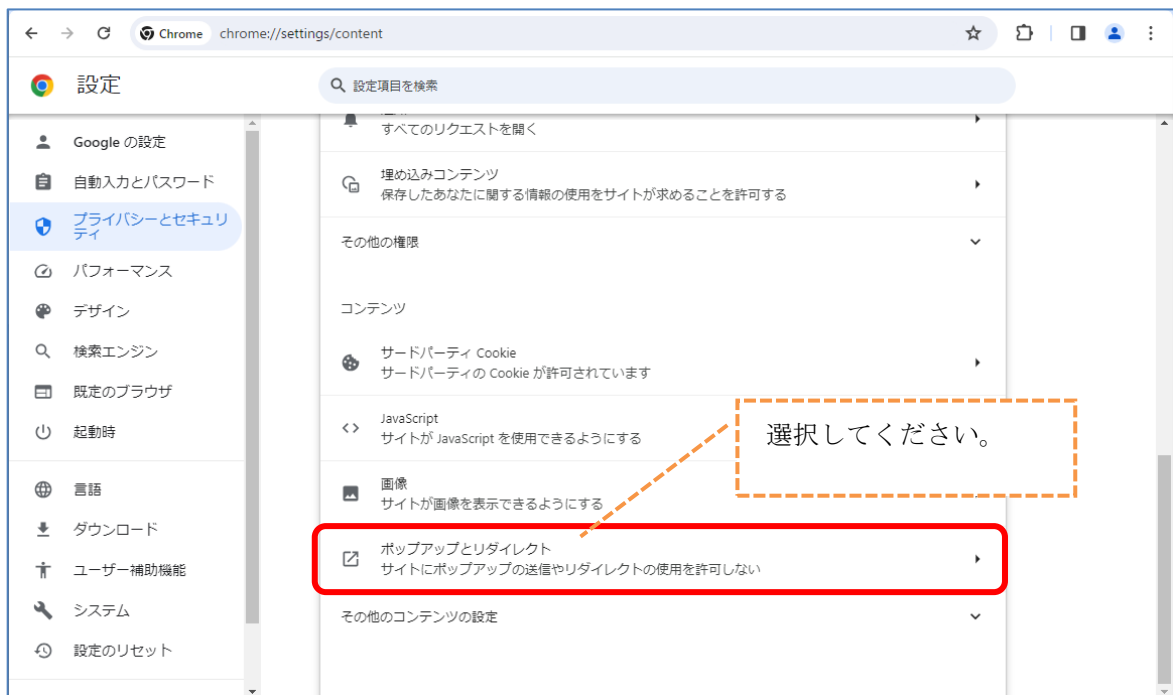 Chrome chrome://settings/content
設定
設定項目を検索
Google の設定
自動入力とパスワード
プライバシーとセキュリ
ティ
パフォーマンス
デザイン
検索エンジン
既定のブラウザ
起動時
言語
ダウンロード
ユーザー補助機能
システム
設定のリセット
すべてのリクエストを開く
埋め込みコンテンツ
保存したあなたに関する情報の使用をサイトが求めることを許可する
その他の権限
コンテンツ
サードパーティ Cookie
サードパーティの Cookie が許可されています
JavaScript
サイトが JavaScript を使用できるようにする
選択してください。
画像
サイトが画像を表示できるようにする
ポップアップとリダイレクト
サイトにポップアップの送信やリダイレクトの使用を許可しない
その他のコンテンツの設定